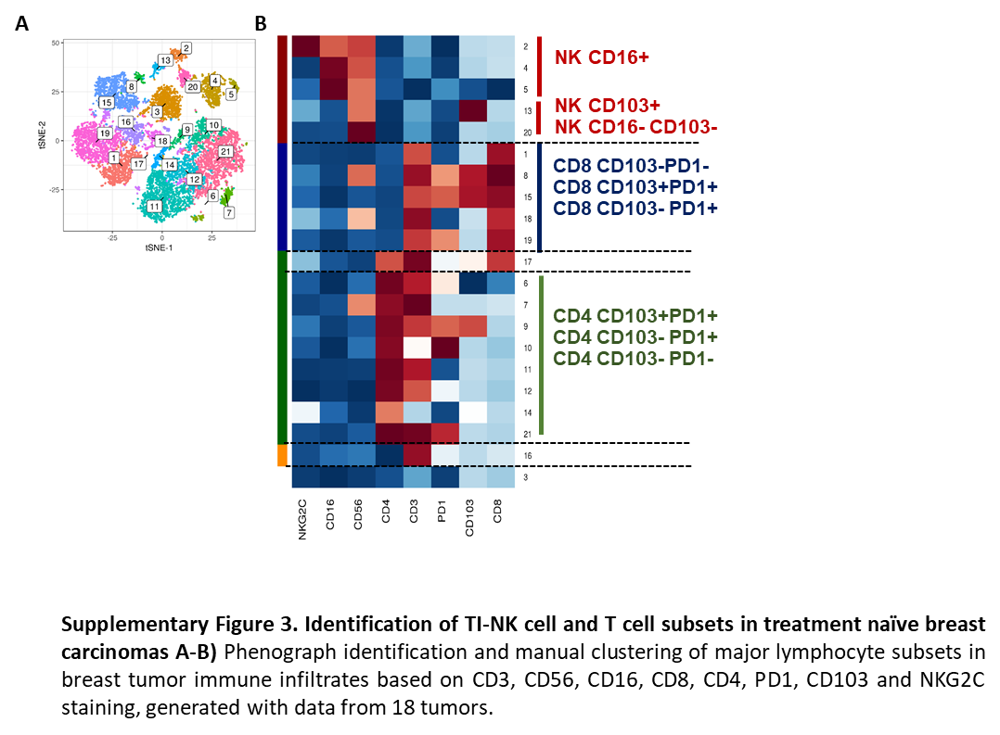 A
B
50
25
0
-25
tSNE-2
-25
0
25
tSNE-1
2
13
4
8
20
5
15
3
16
9
10
19
18
21
1
17
14
12
6
11
7
2
4
5
13
20
1
8
15
18
19
17
6
7
9
10
11
12
14
21
16
3
NK CD16+
NK CD103+
NK CD16- CD103-
CD8 CD103-PD1-
CD8 CD103+PD1+
CD8 CD103- PD1+
CD4 CD103+PD1+
CD4 CD103- PD1+
CD4 CD103- PD1-
NKG2C
CD16
CD56
CD4
CD3
PD1
CD103
CD8
Supplementary Figure 3. Identification of TI-NK cell and T cell subsets in treatment naïve breast
carcinomas A-B) Phenograph identification and manual clustering of major lymphocyte subsets in
breast tumor immune infiltrates based on CD3, CD56, CD16, CD8, CD4, PD1, CD103 and NKG2C
staining, generated with data from 18 tumors.